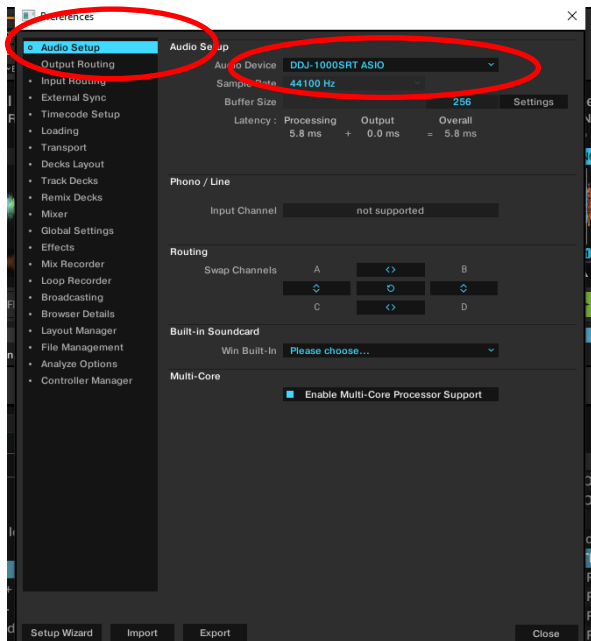 Preferences
Audio Setup
Output Routing
Input Routing
External Sync
Timecode Setup
Loading
Transport
Decks Layout
Track Decks
Remix Decks
Mixer
Global Settings
Effects
Mix Recorder
Loop Recorder
Broadcasting
Browser Details
Layout Manager
File Management
Analyze Options
Controller Manager
Audio Setup
Audio Device DDJ-1000SRT ASIO
Sample Rate 44100 Hz
Buffer Size 256 Settings
Latency : Processing Output Overall
5.8 ms + 0.0 ms = 5.8 ms
Phono / Line
Input Channel not supported
Routing
Swap Channels A <> B
C <> D
Built-in Soundcard
Win Built-In Please choose...
Multi-Core
Enable Multi-Core Processor Support
Setup Wizard Import Export Close